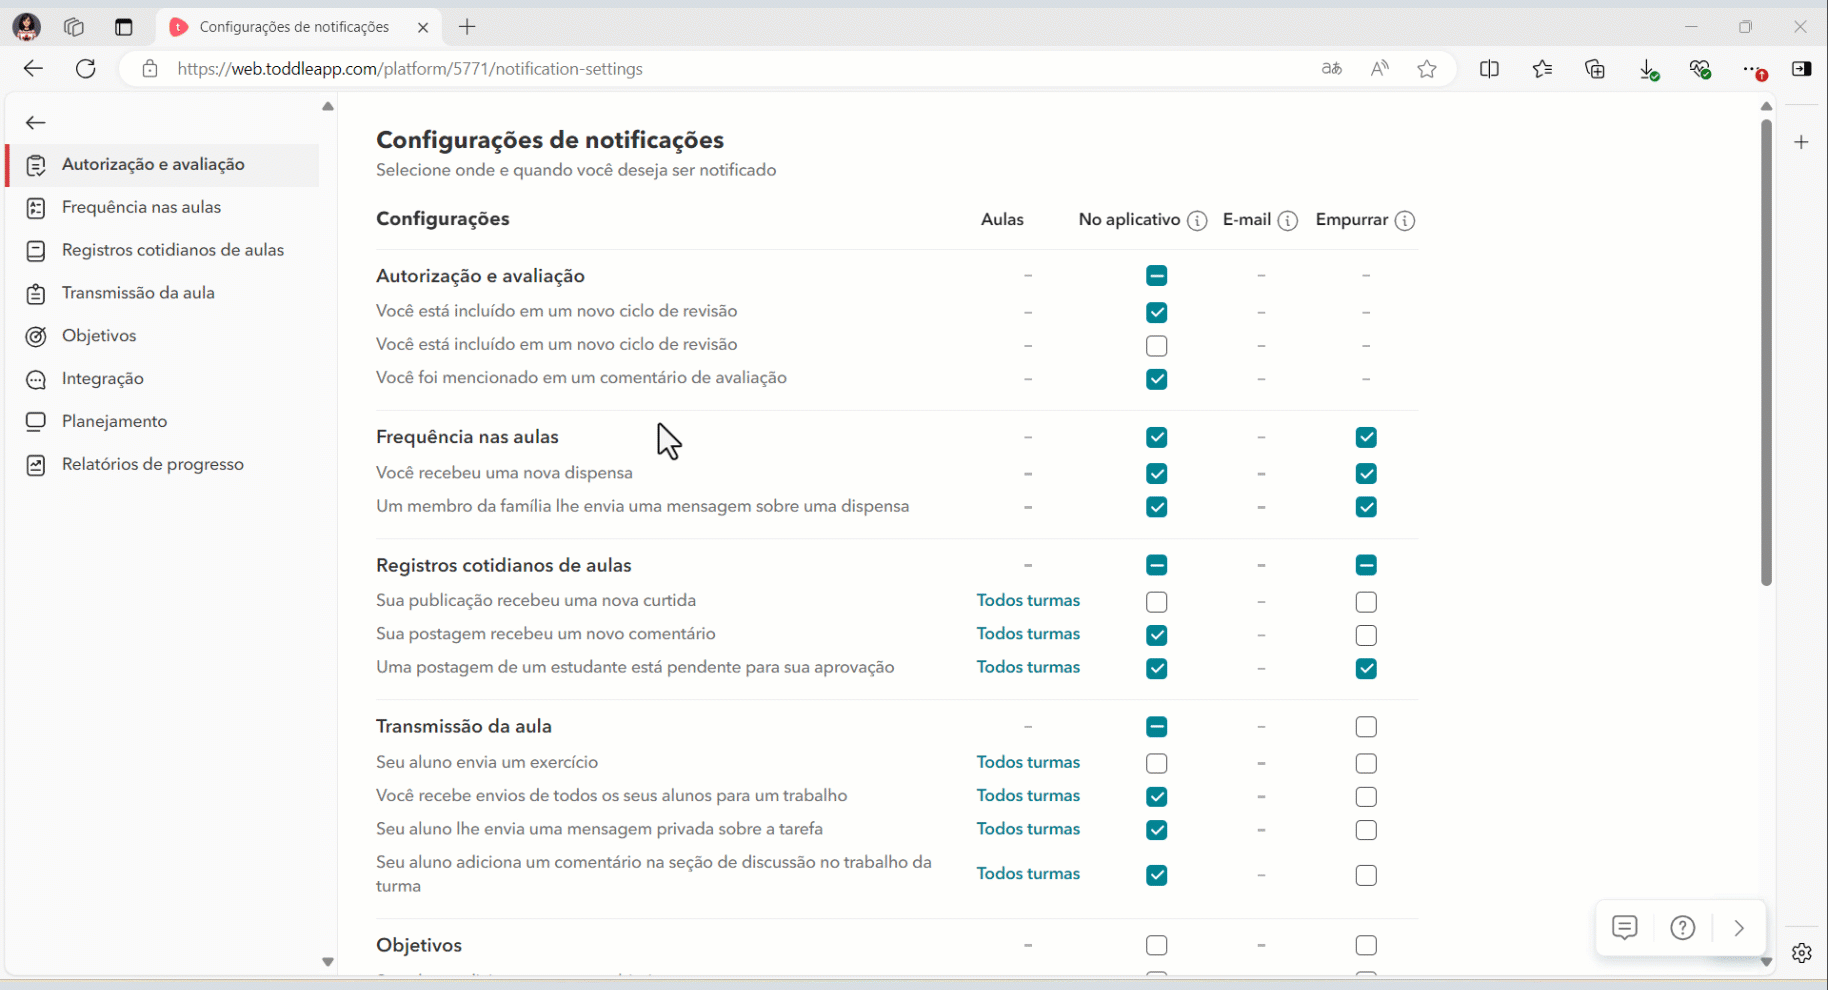 Configurações de notificações
https://web.toddleapp.com/platform/5771/notification-settings
Autorização e avaliação
Frequência nas aulas
Registros cotidianos de aulas
Transmissão da aula
Objetivos
Integração
Planejamento
Relatórios de progresso
Configurações de notificações
Selecione onde e quando você deseja ser notificado
Configurações Aulas No aplicativo E-mail Empurrar
Autorização e avaliação
Você está incluído em um novo ciclo de revisão
Você está incluído em um novo ciclo de revisão
Você foi mencionado em um comentário de avaliação
Frequência nas aulas
Você recebeu uma nova dispensa
Um membro da família lhe envia uma mensagem sobre uma dispensa
Registros cotidianos de aulas
Sua publicação recebeu uma nova curtida Todos turmas
Sua postagem recebeu um novo comentário Todos turmas
Uma postagem de um estudante está pendente para sua aprovação Todos turmas
Transmissão da aula
Seu aluno envia um exercício Todos turmas
Você recebe envios de todos os seus alunos para um trabalho Todos turmas
Seu aluno lhe envia uma mensagem privada sobre a tarefa Todos turmas
Seu aluno adiciona um comentário na seção de discussão no trabalho da
turma Todos turmas
Objetivos